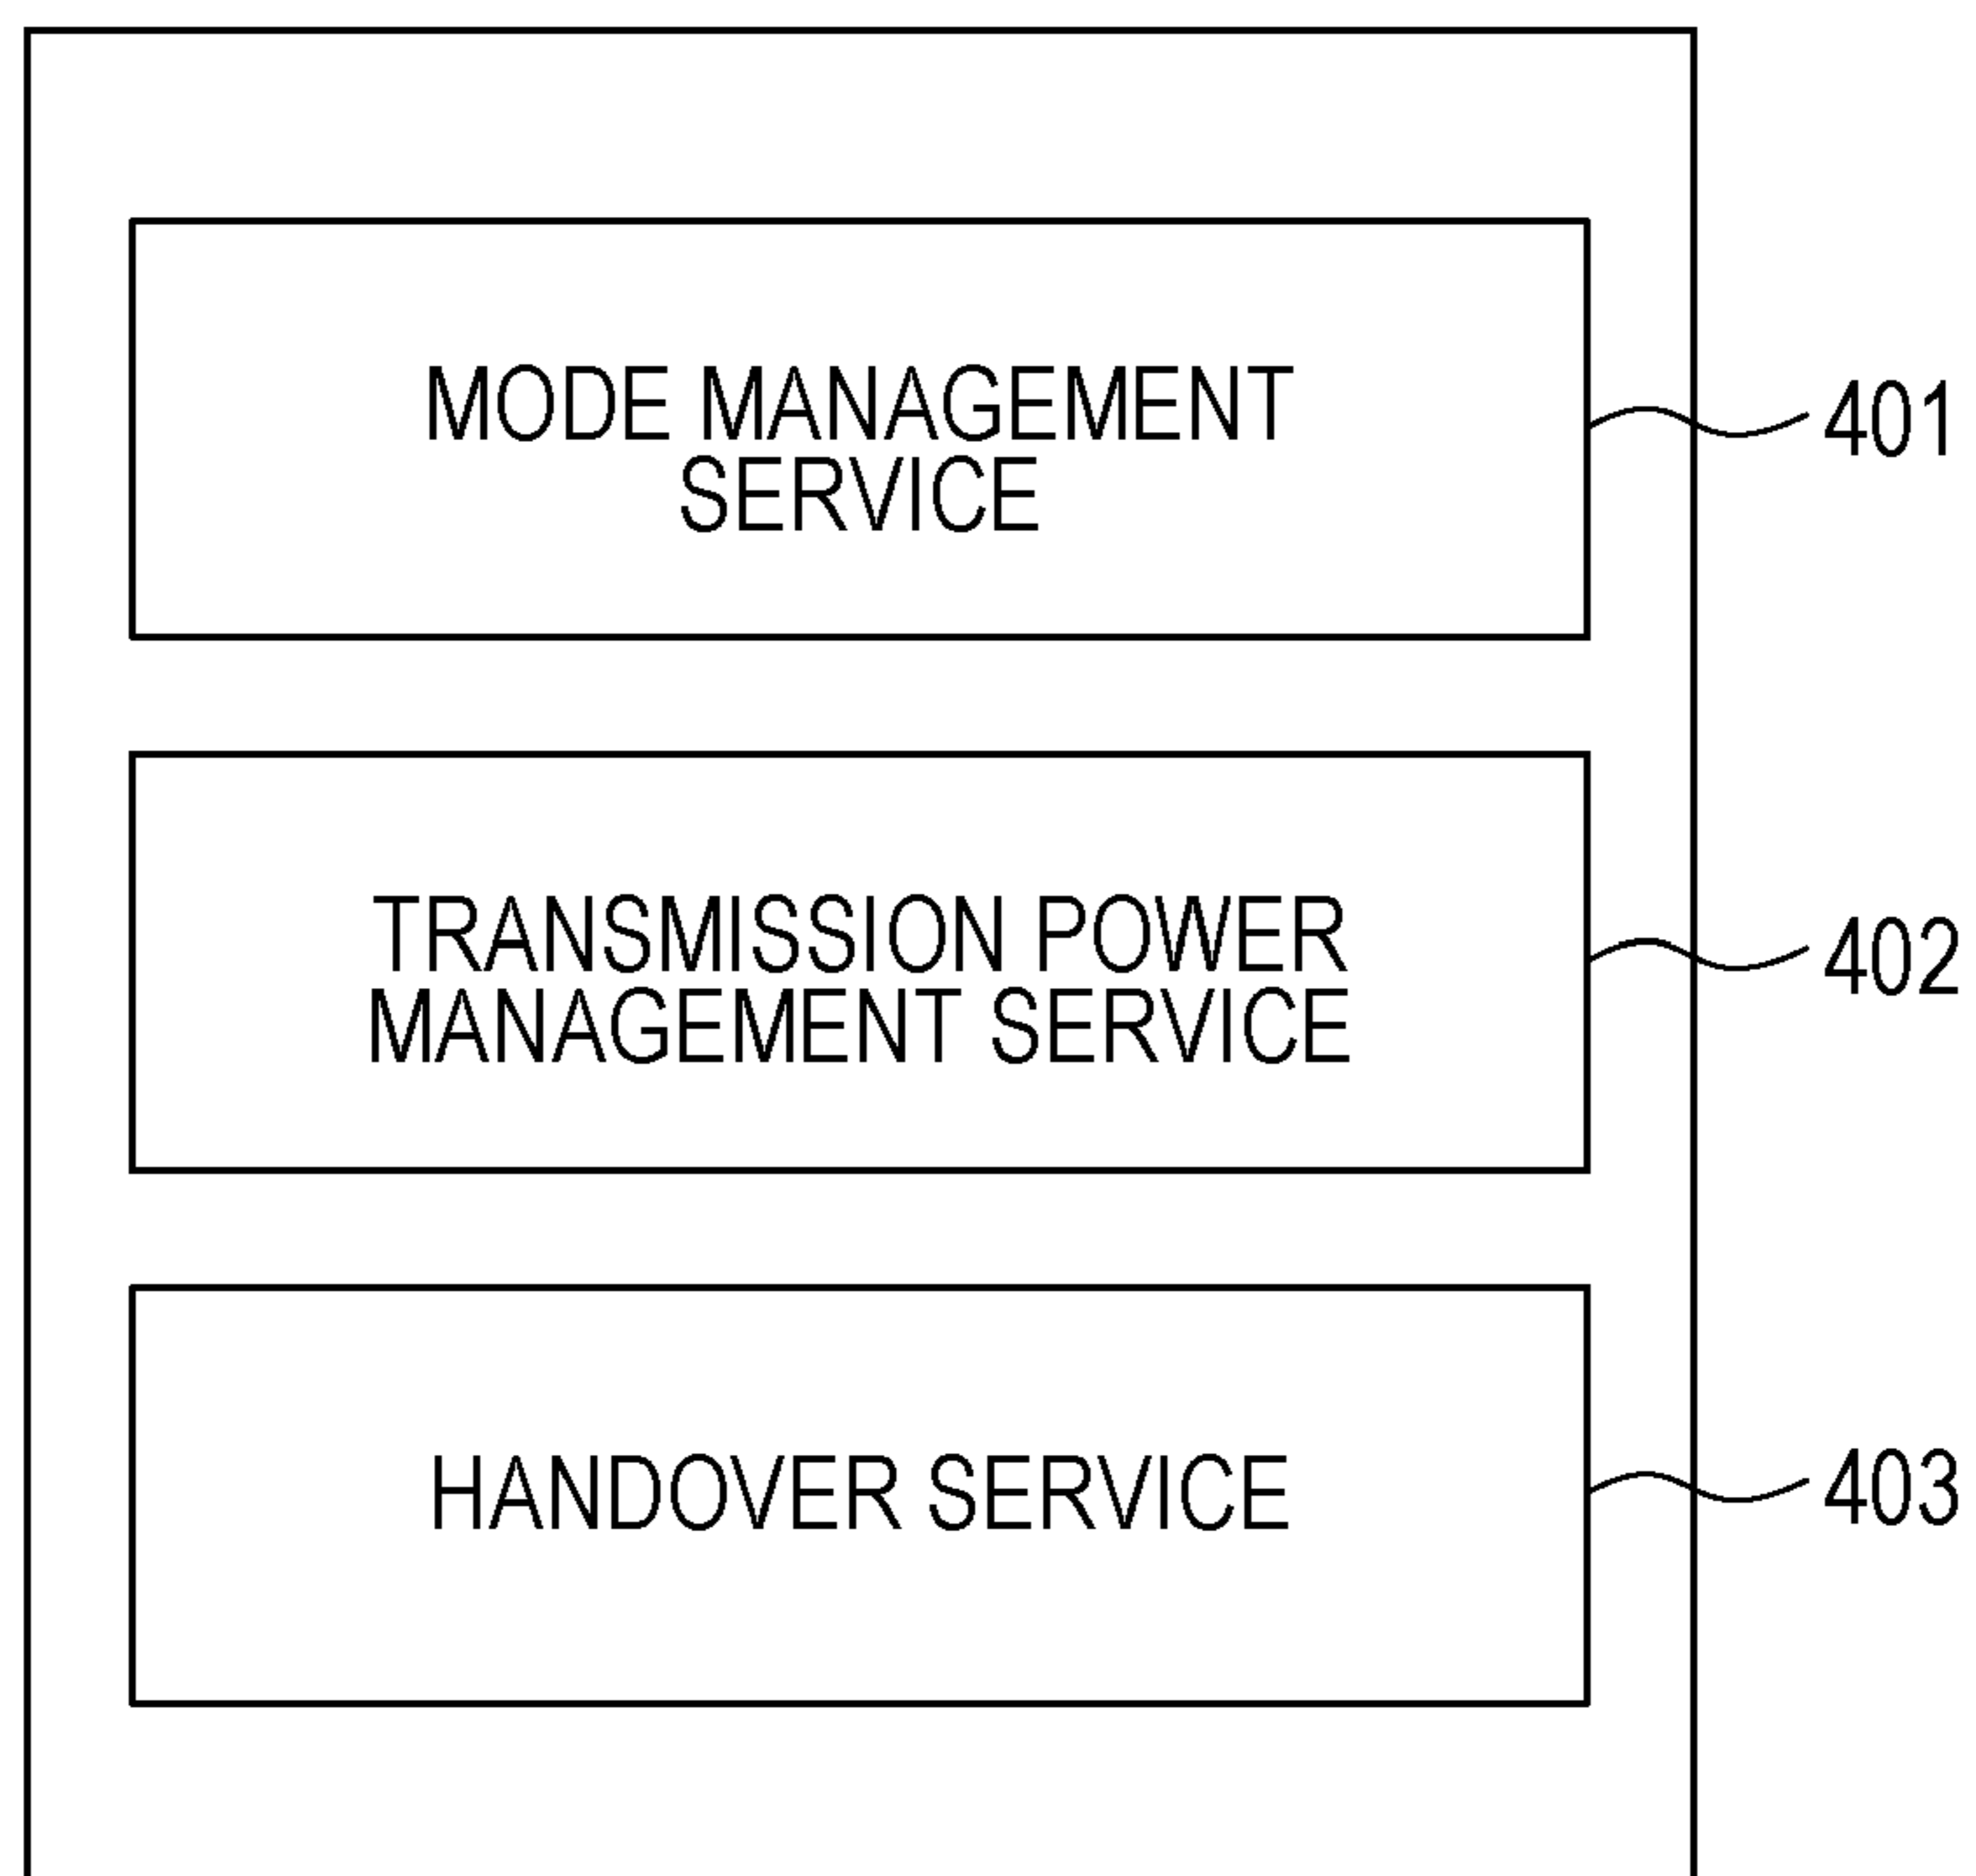 MODE MANAGEMENT
SERVICE
401
TRANSMISSION POWER
MANAGEMENT SERVICE
402
HANDOVER SERVICE
403